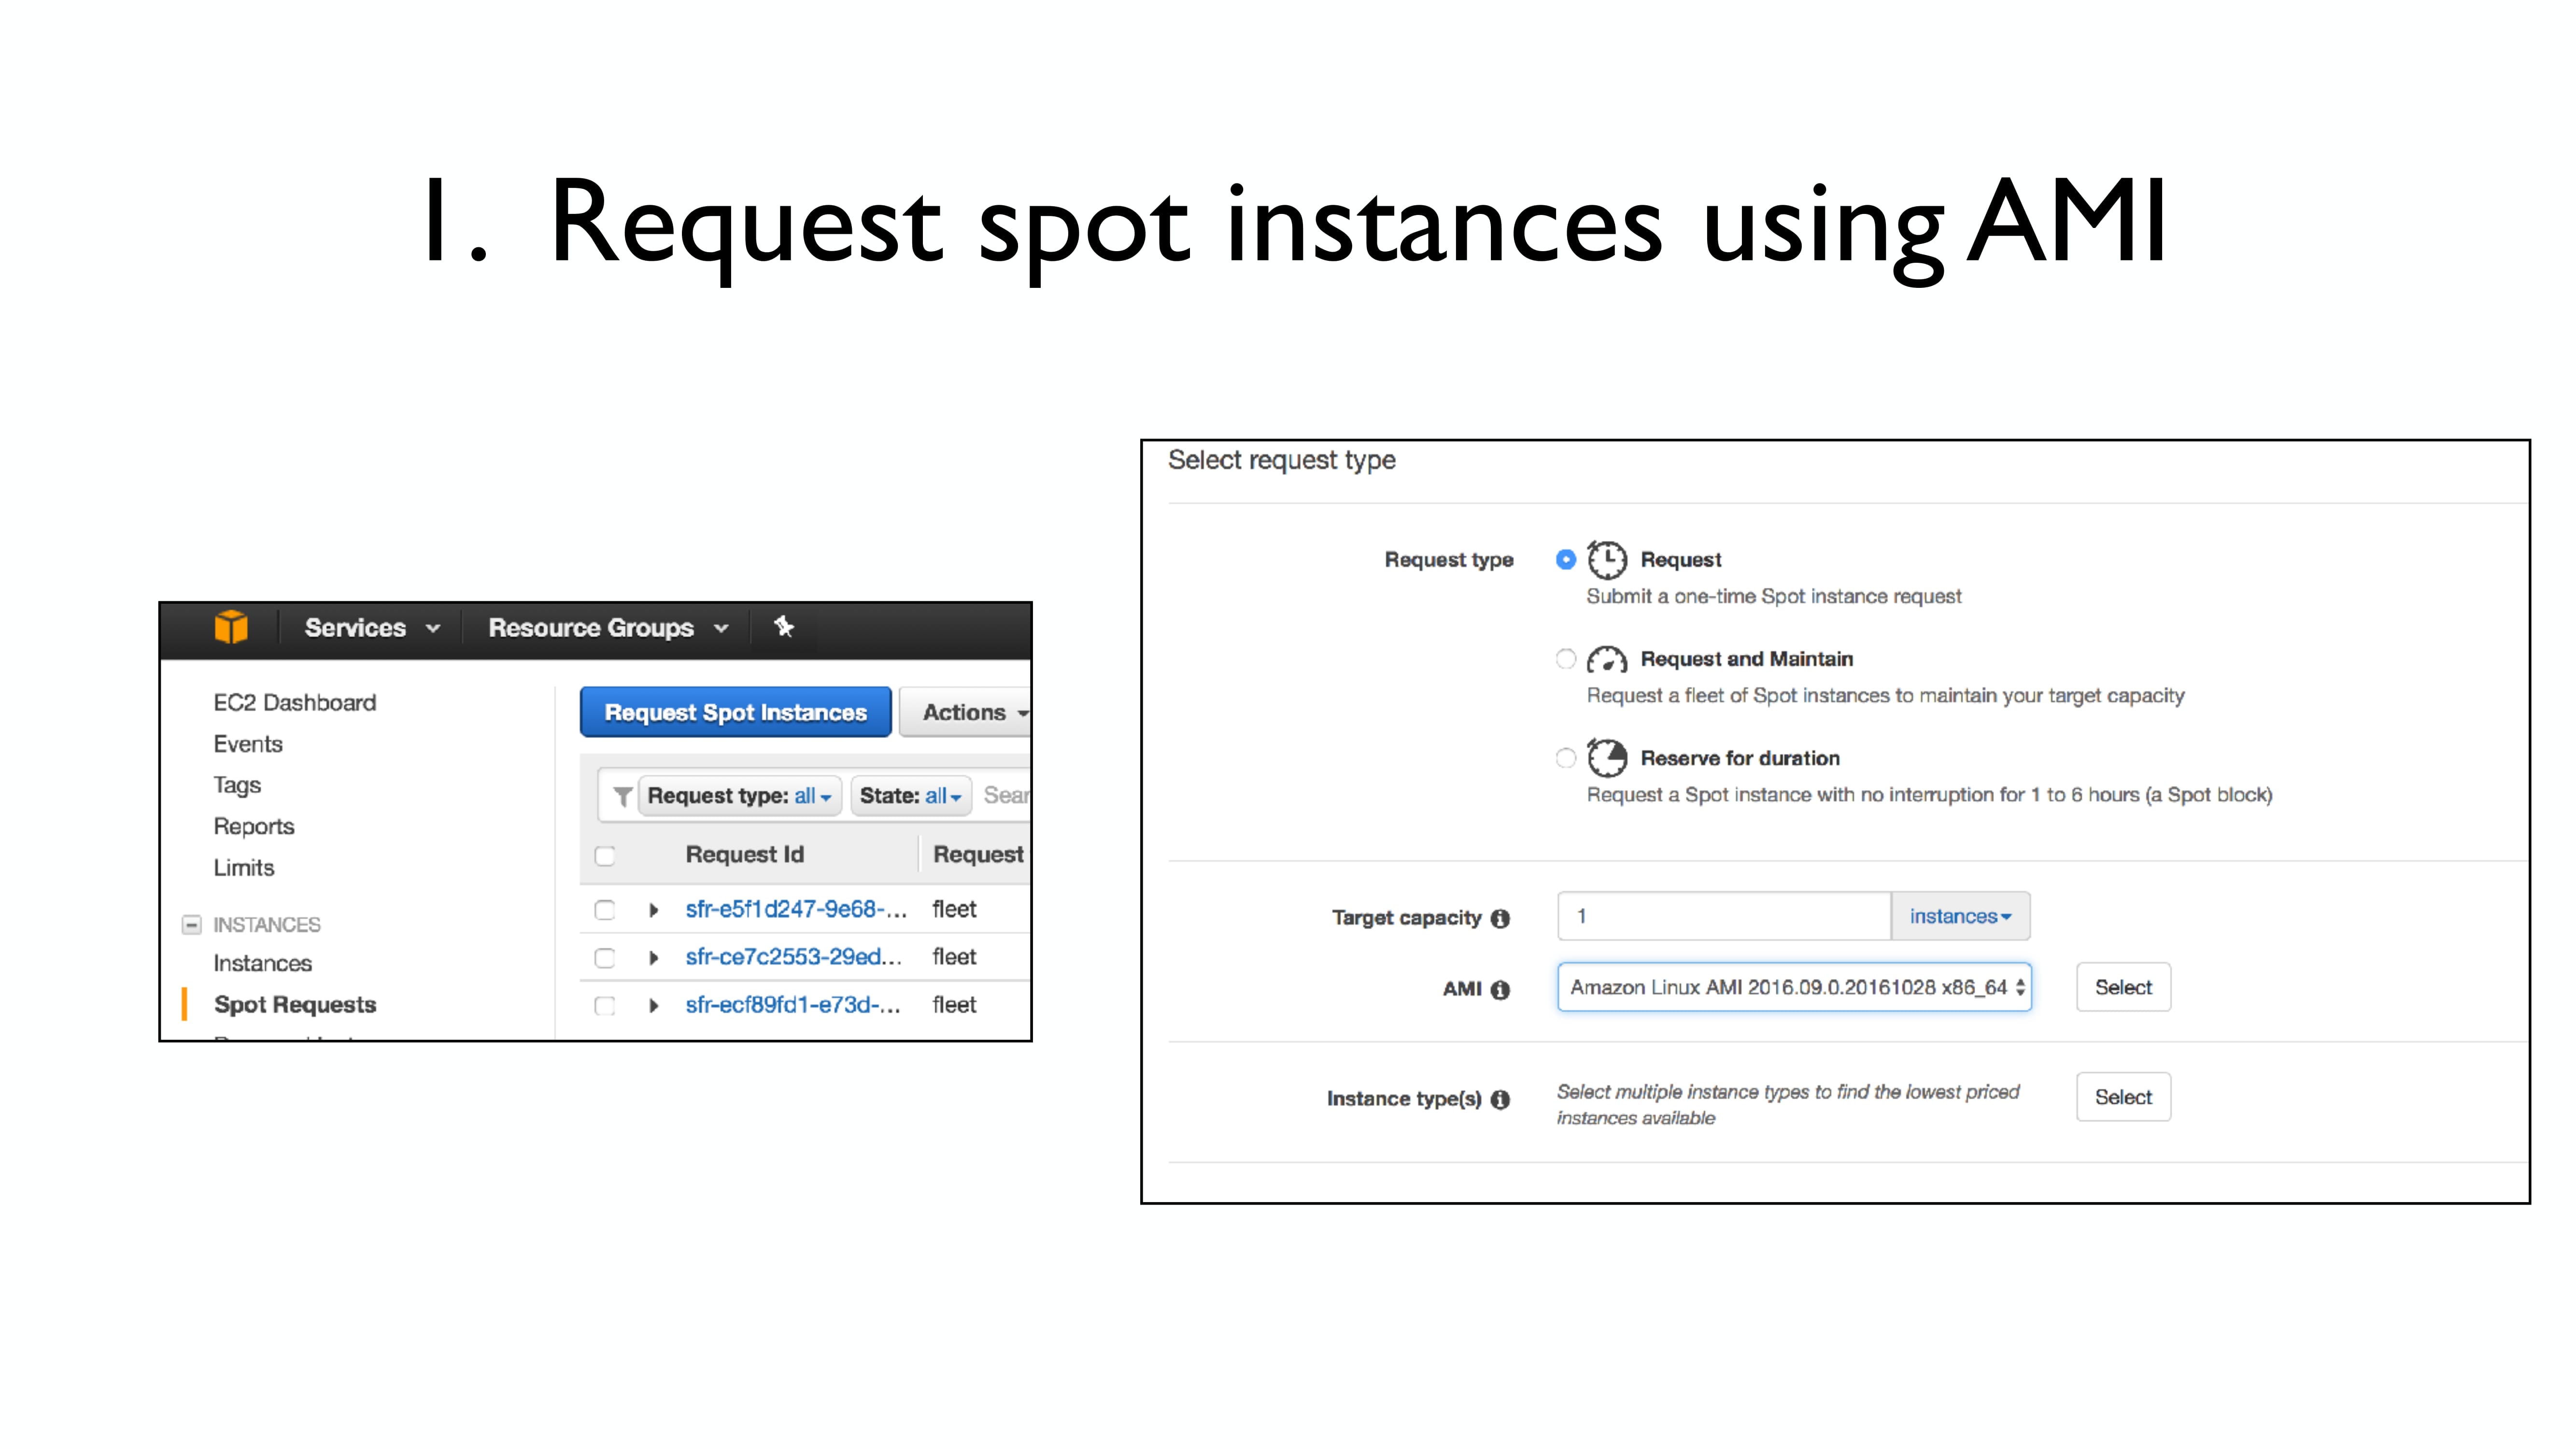 1. Request spot instances using AMI
Services
Resource Groups
EC2 Dashboard
Events
Tags
Reports
Limits
INSTANCES
Instances
Spot Requests
Request Spot Instances
Actions
Request type: all
State: all
Request Id
Request
sfr-e5f1d247-9e68-...
fleet
sfr-ce7c2553-29ed...
fleet
sfr-ecf89fd1-e73d-...
fleet
Select request type
Request type
Request
Submit a one-time Spot instance request
Request and Maintain
Request a fleet of Spot instances to maintain your target capacity
Reserve for duration
Request a Spot instance with no interruption for 1 to 6 hours (a Spot block)
Target capacity
1
instances
AMI
Amazon Linux AMI 2016.09.0.20161028 x86_64
Select
Instance type(s)
Select multiple instance types to find the lowest priced
instances available
Select